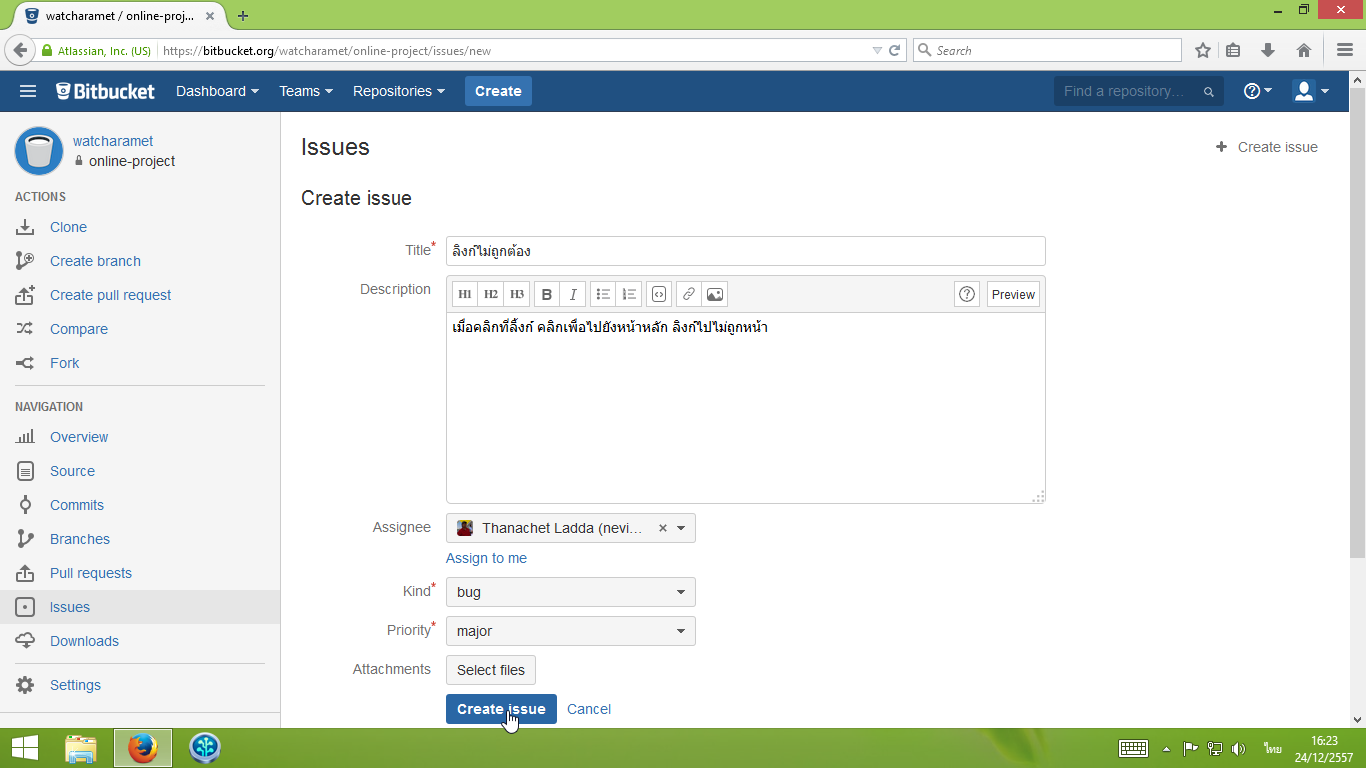 watcharamet / online-proj...
Atlassian, Inc. (US) https://bitbucket.org/watcharamet/online-project/issues/new Search
Bitbucket Dashboard Teams Repositories Create Find a repository...
watcharamet
online-project
ACTIONS
Clone
Create branch
Create pull request
Compare
Fork
NAVIGATION
Overview
Source
Commits
Branches
Pull requests
Issues
Downloads
Settings
Issues
+ Create issue
Create issue
Title* ลิงก์ไม่ถูกต้อง
Description H1 H2 H3 B I Preview
เมื่อคลิกที่ลิ้งก์ คลิกเพื่อไปยังหน้าหลัก ลิงก์ไปไม่ถูกหน้า
Assignee Thanachet Ladda (nevi...
Assign to me
Kind* bug
Priority* major
Attachments Select files
Create issue Cancel
ไทย 16:23
24/12/2557